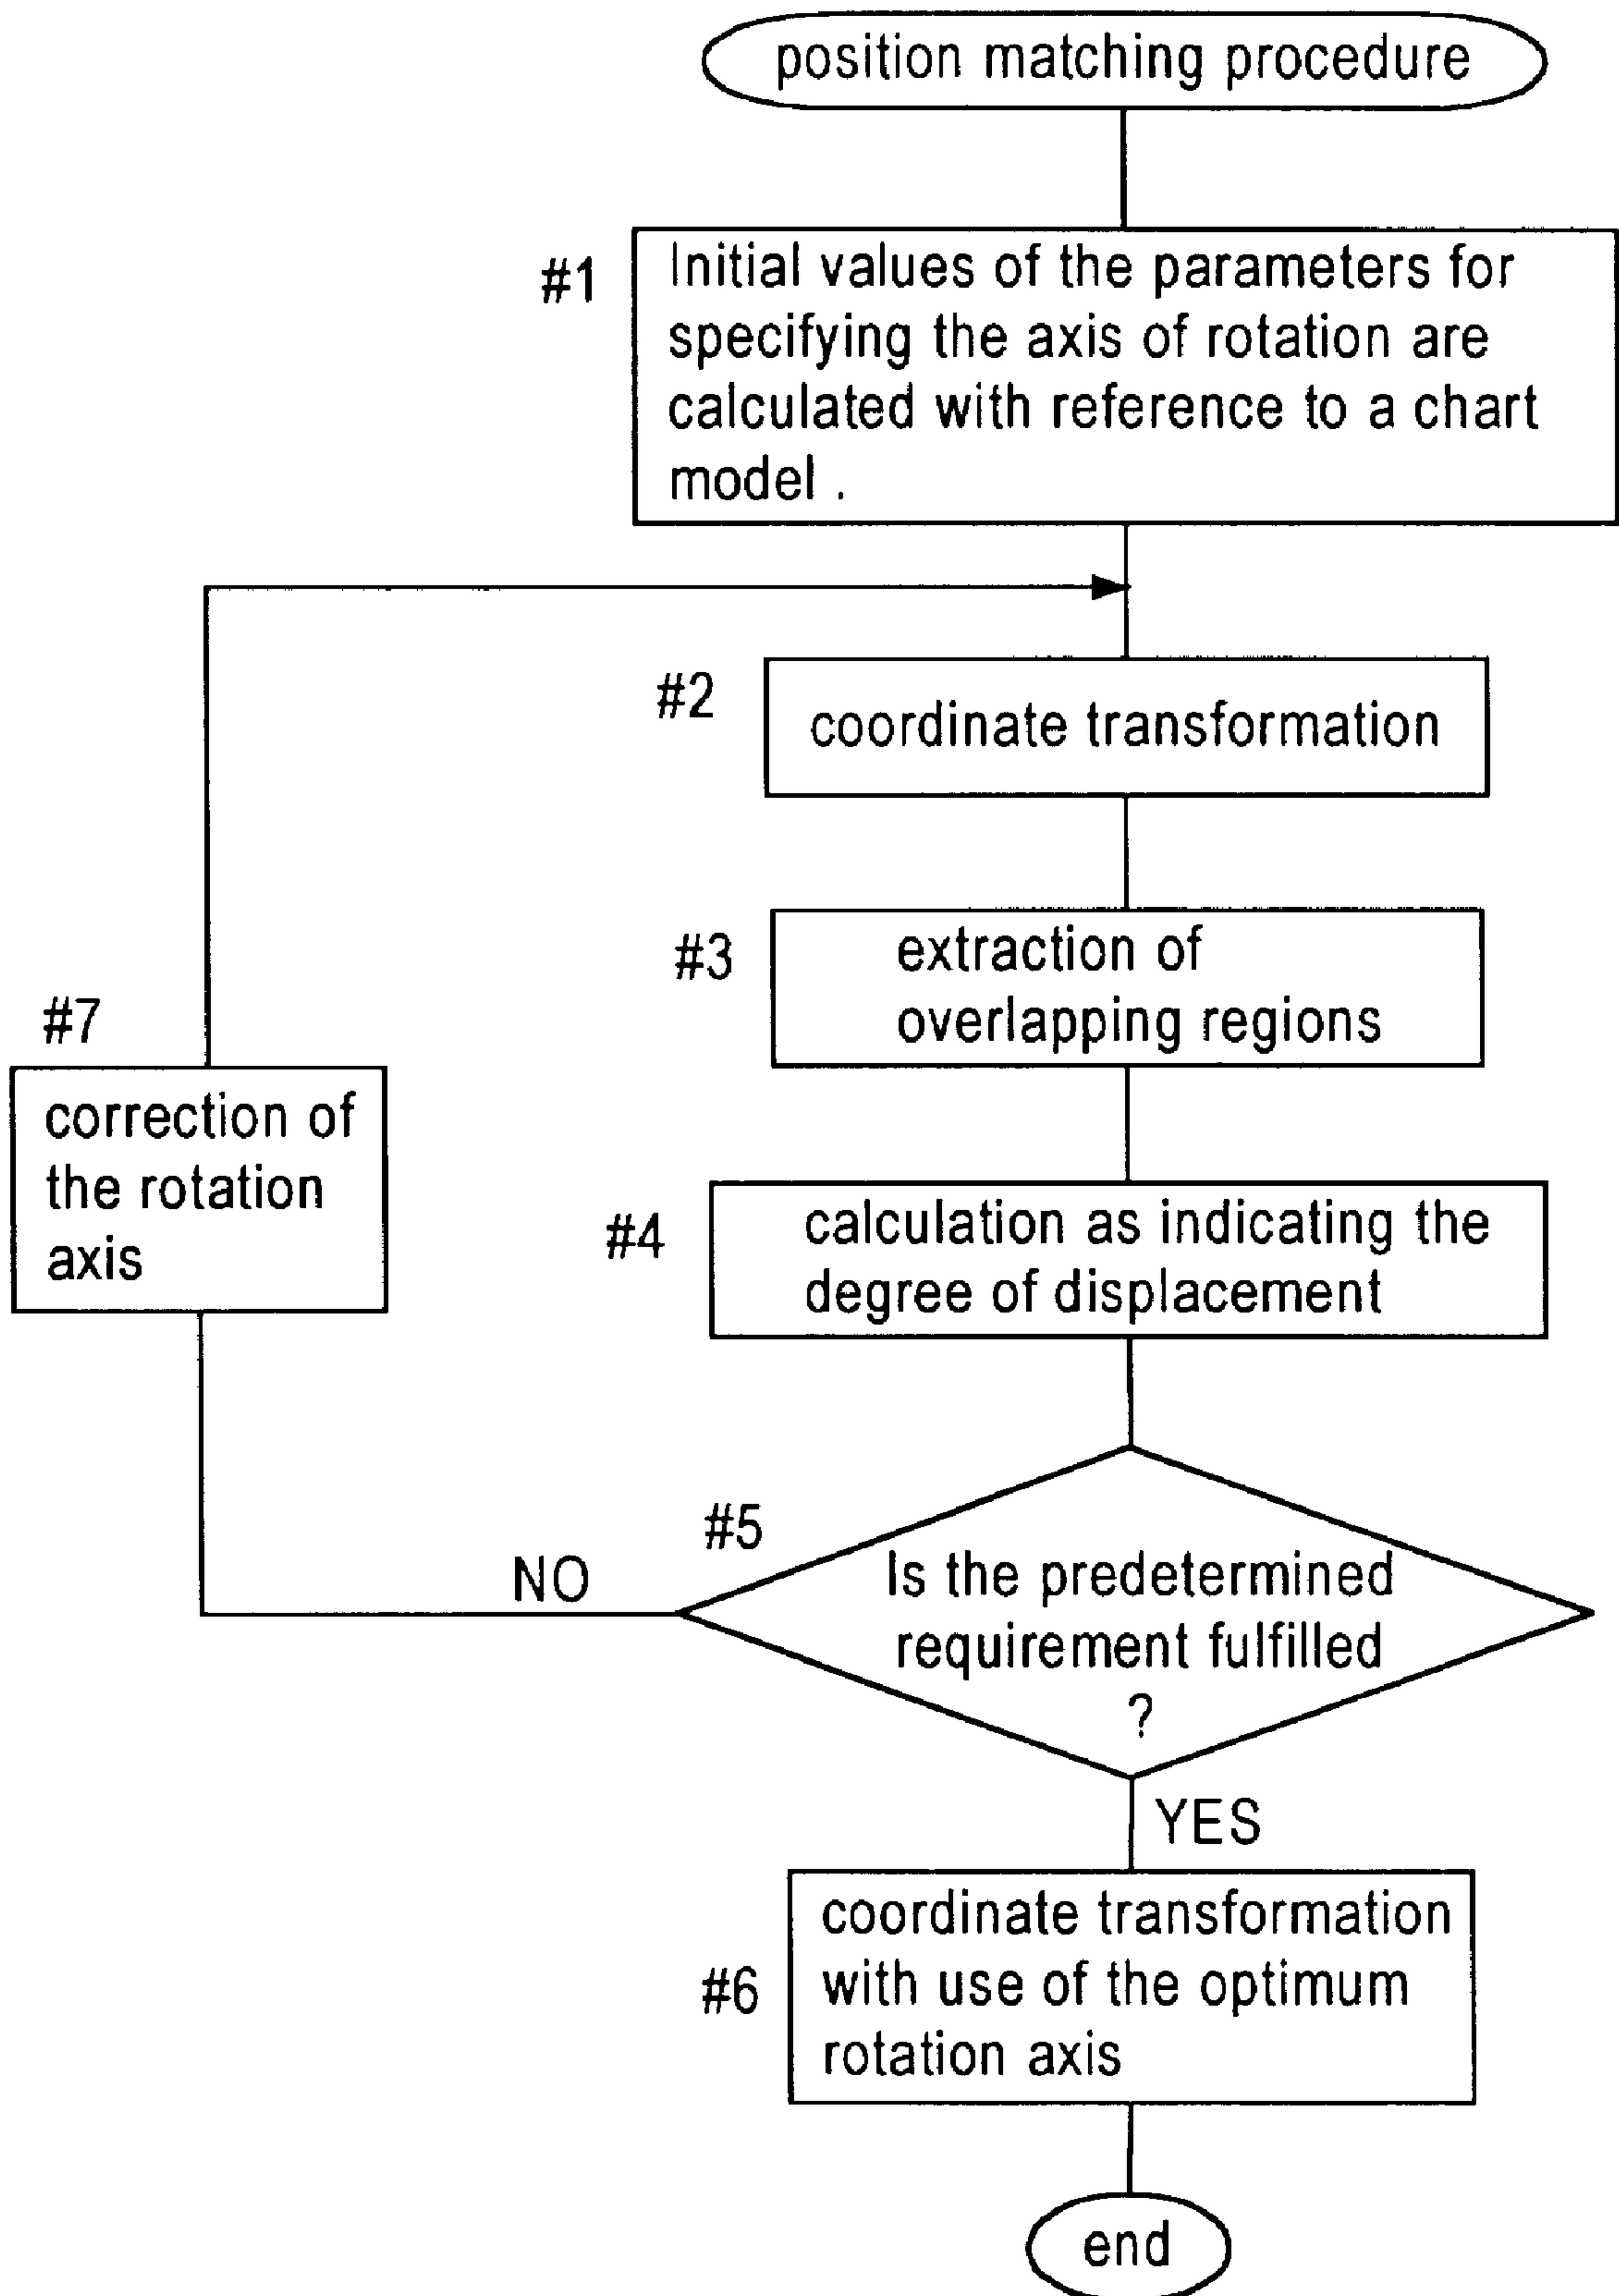 position matching procedure
#1
Initial values of the parameters for
specifying the axis of rotation are
calculated with reference to a chart
model .
#2
coordinate transformation
#3
extraction of
overlapping regions
#7
correction of
the rotation
axis
#4
calculation as indicating the
degree of displacement
#5
NO
Is the predetermined
requirement fulfilled
?
YES
#6
coordinate transformation
with use of the optimum
rotation axis
end